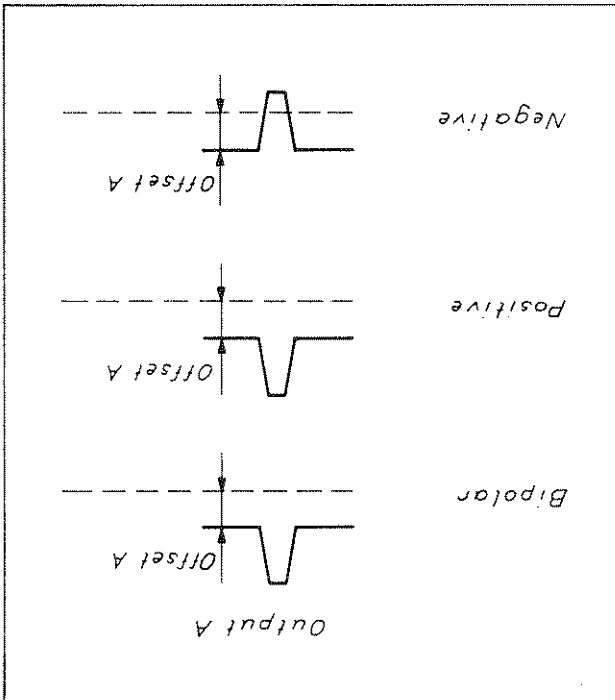 Output A
Offset A
Bipolar
Offset A
Positive
Offset A
Negative